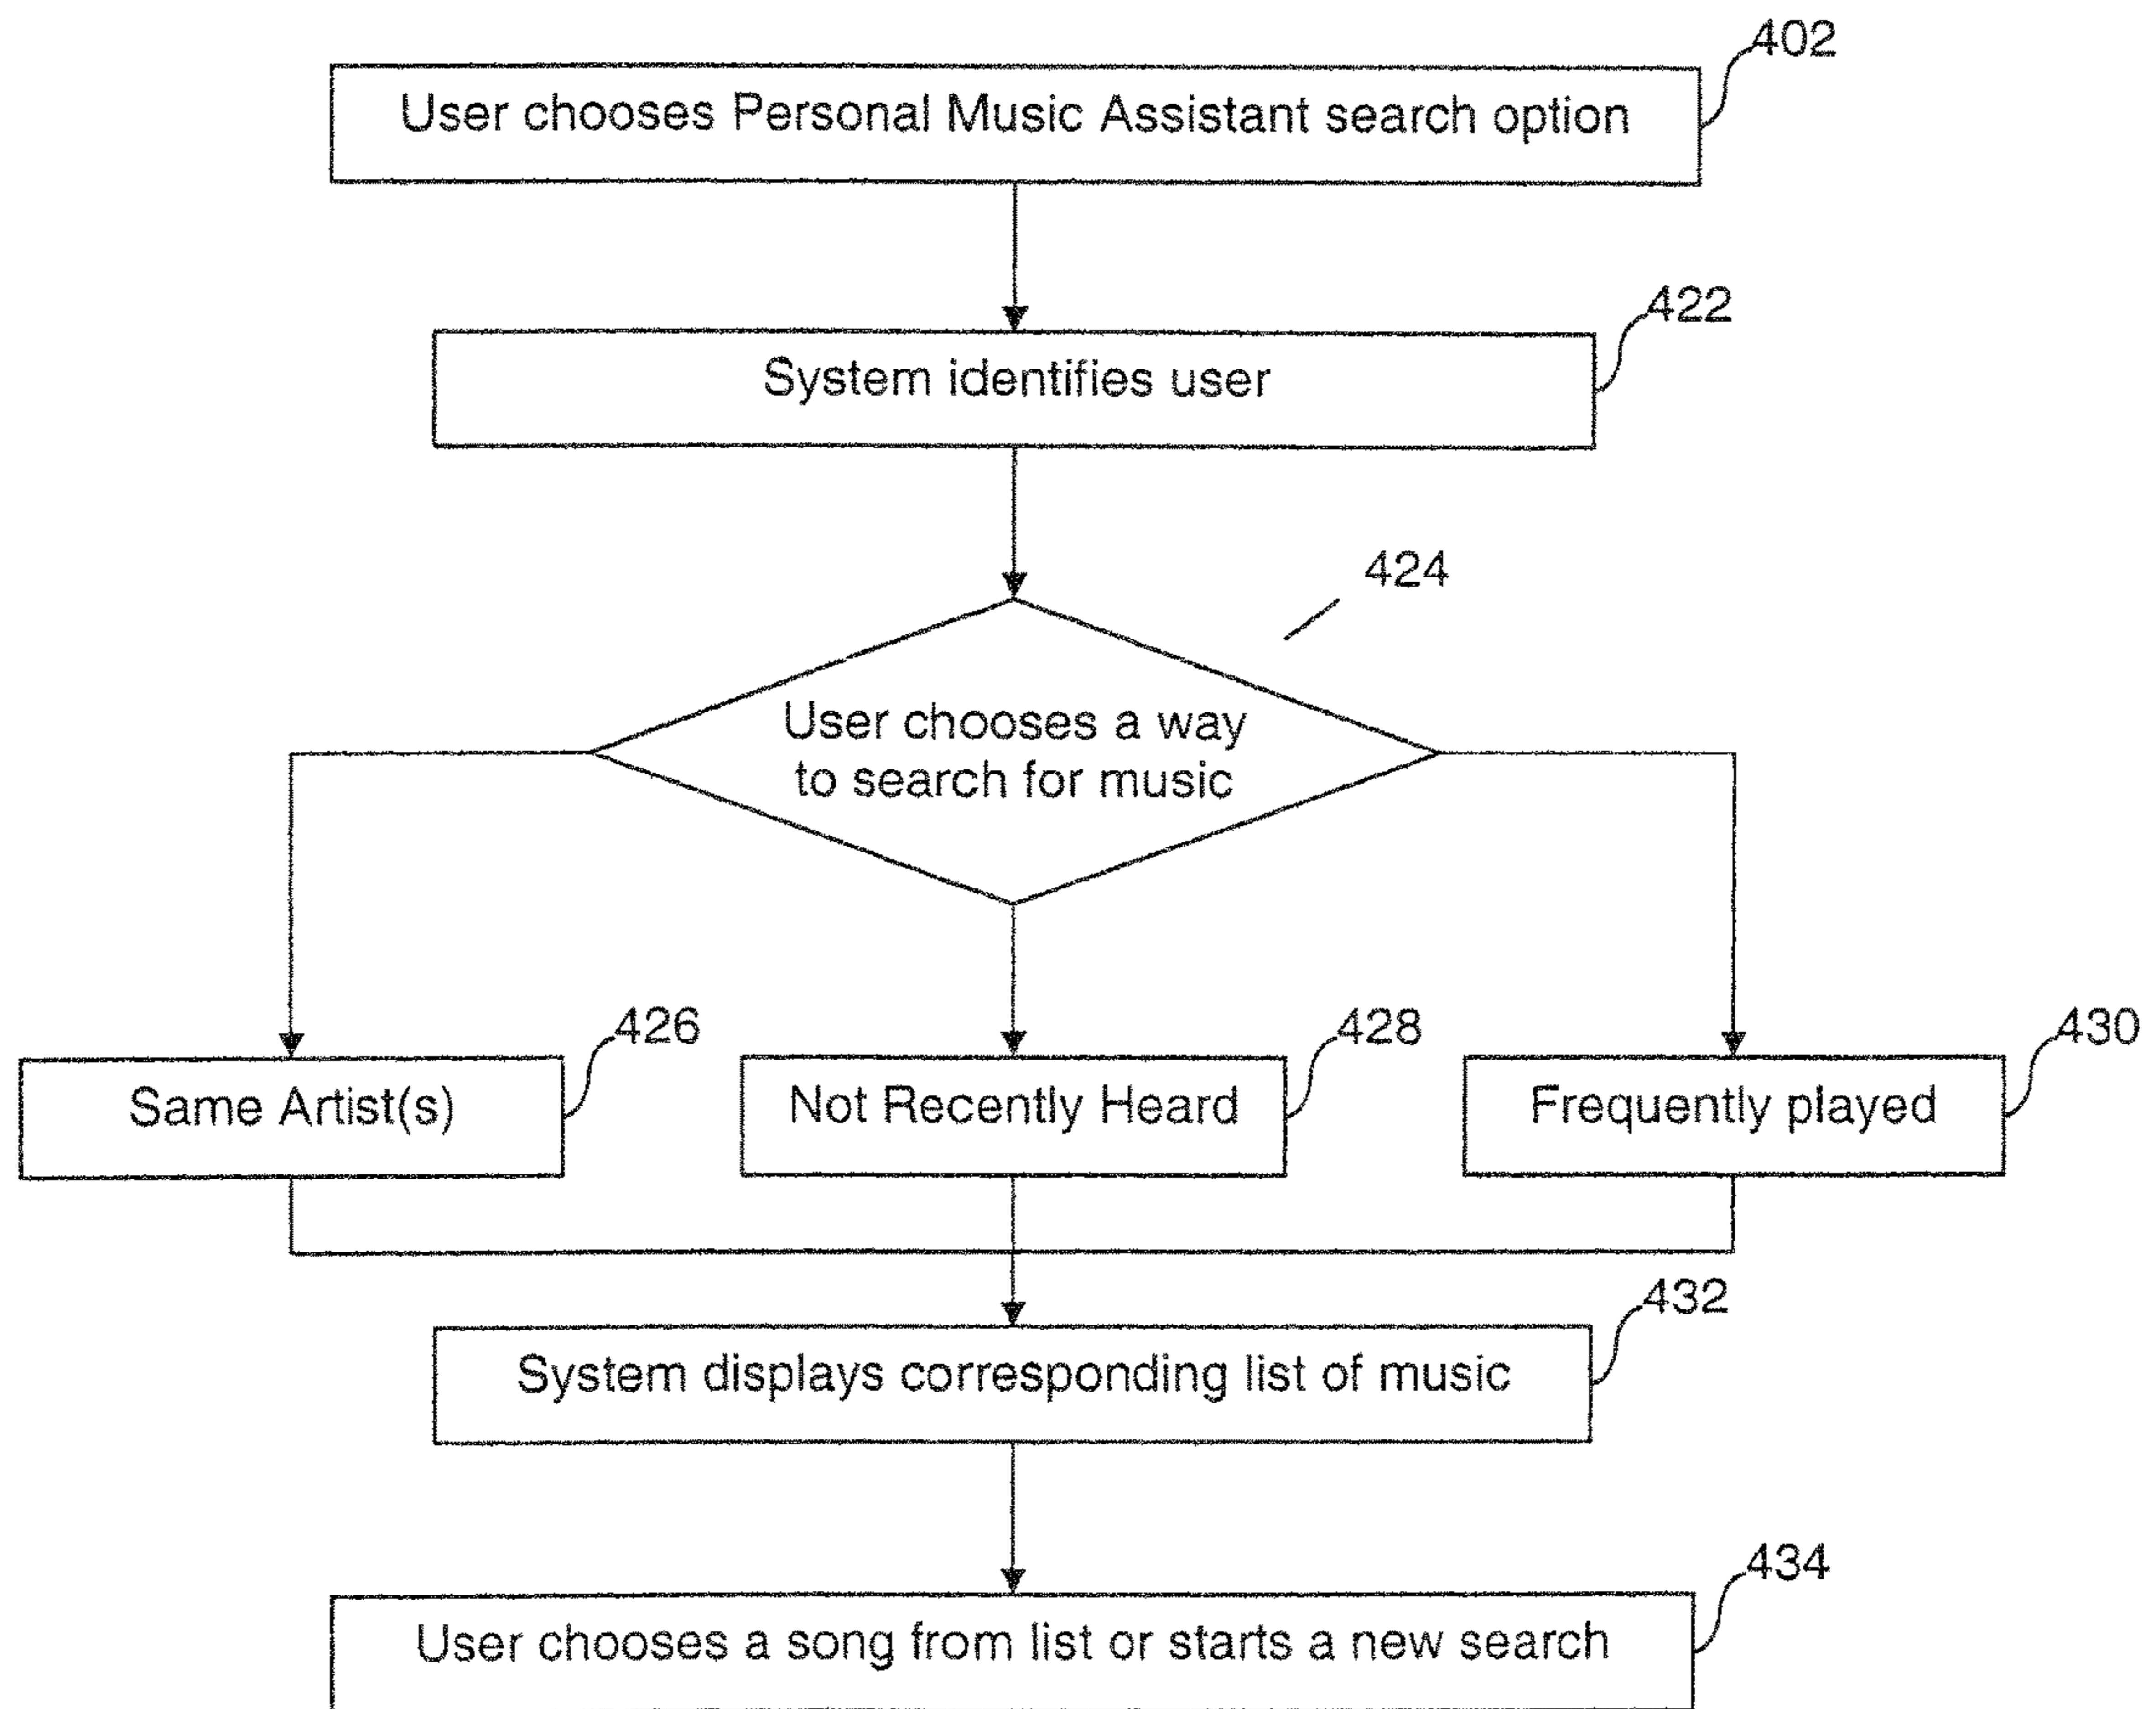 402
User chooses Personal Music Assistant search option
422
System identifies user
424
User chooses a way
to search for music
426
428
430
Same Artist(s)
Not Recently Heard
Frequently played
432
System displays corresponding list of music
434
User chooses a song from list or starts a new search